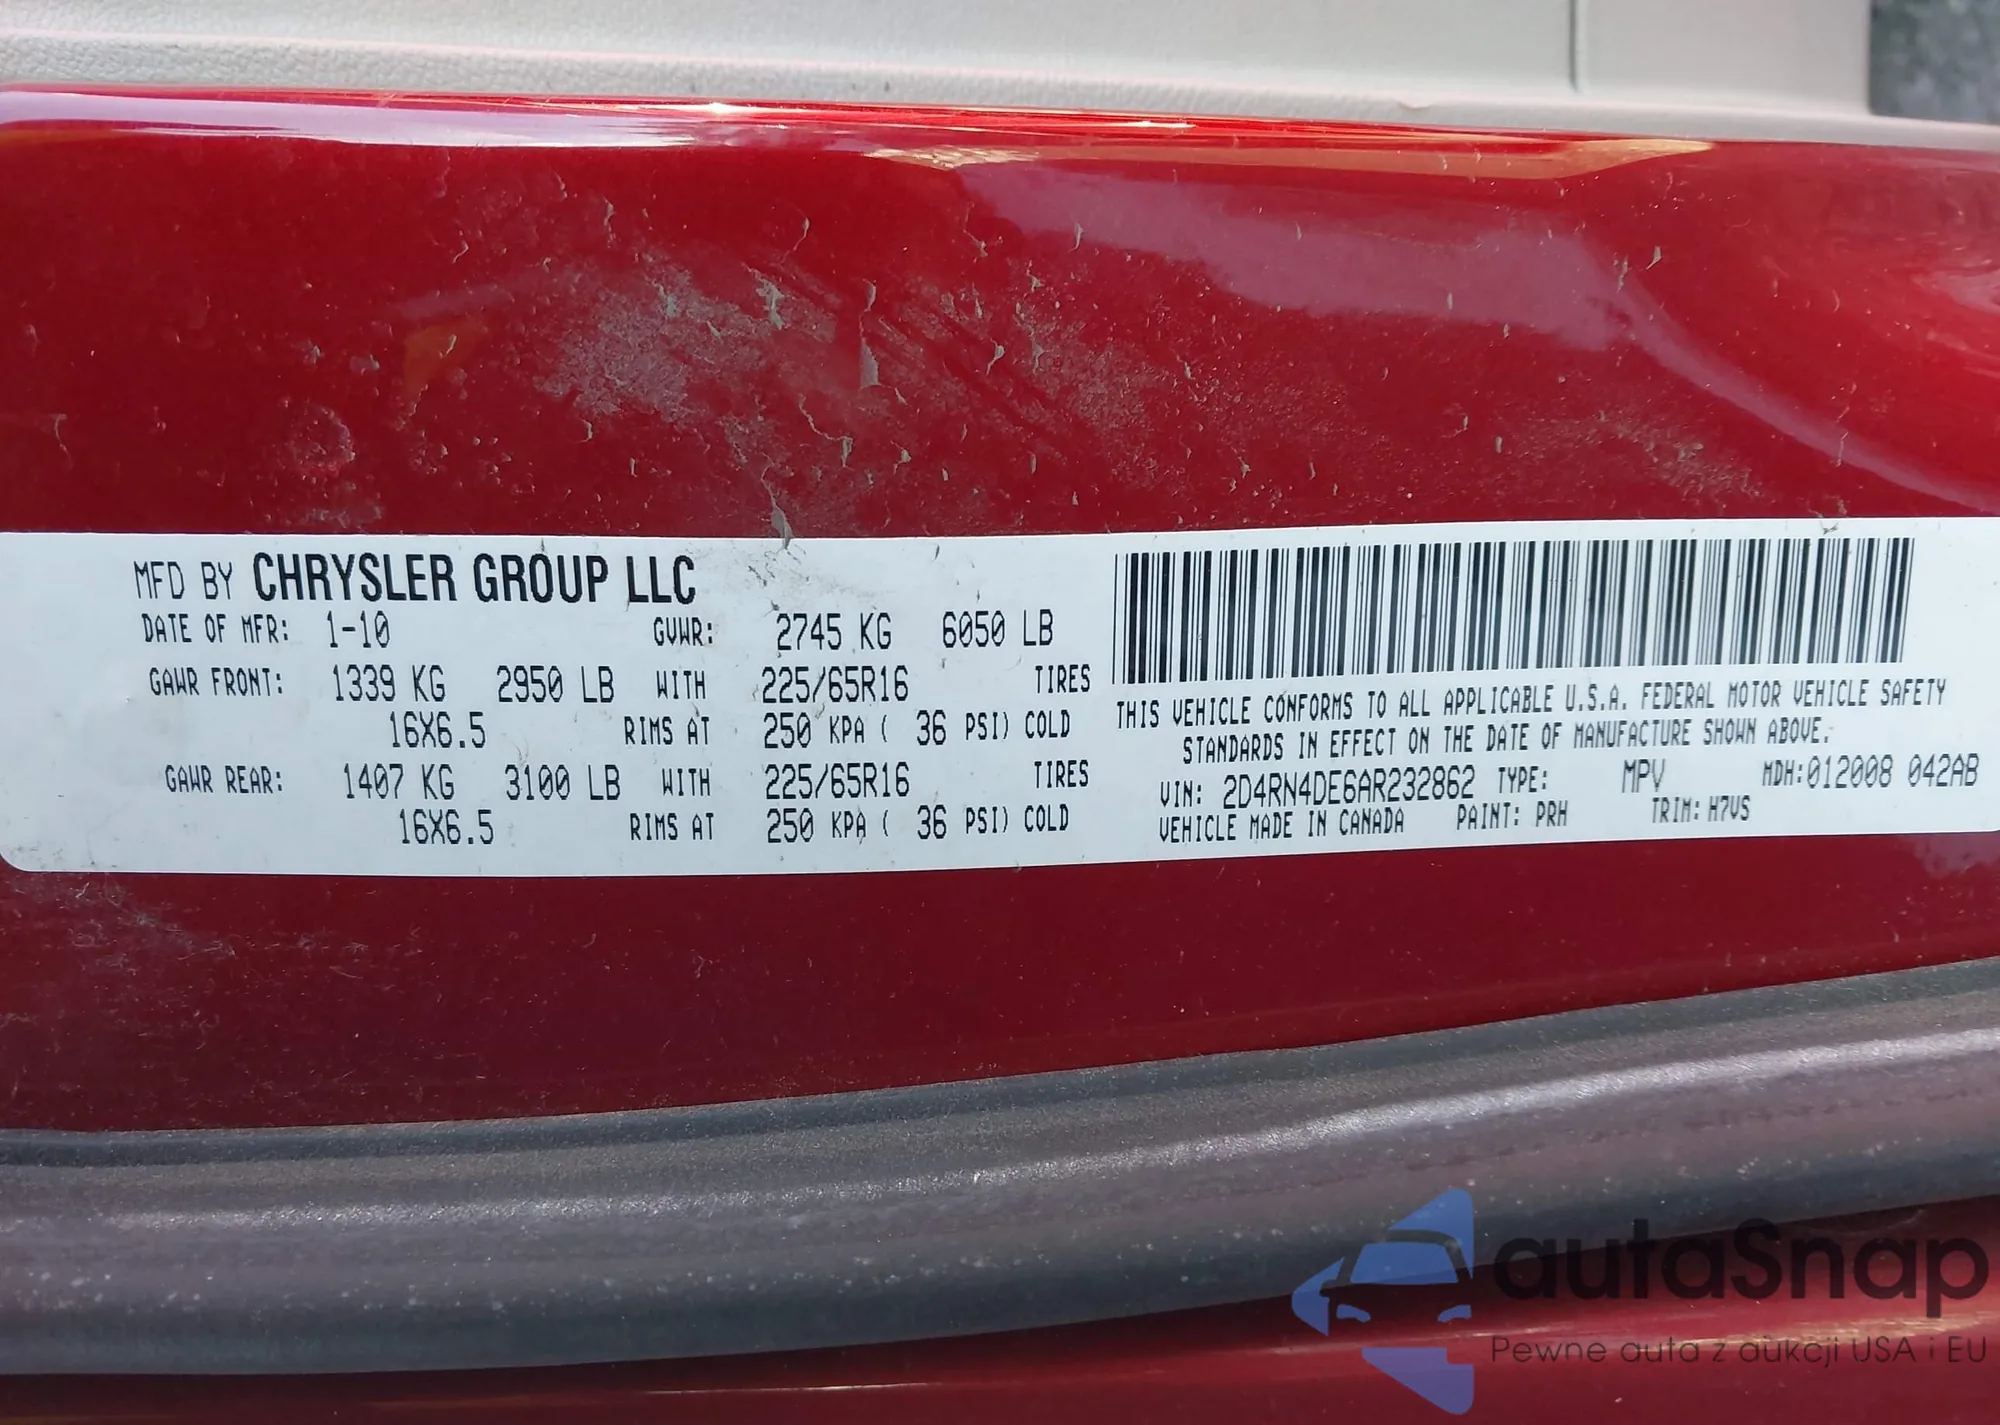 MFD BY CHRYSLER GROUP LLC
DATE OF MFR: 1-10 GVWR: 2745 KG 6050 LB
GAWR FRONT: 1339 KG 2950 LB WITH 225/65R16 TIRES
16X6.5 RIMS AT 250 KPA ( 36 PSI) COLD
GAWR REAR: 1407 KG 3100 LB WITH 225/65R16 TIRES
16X6.5 RIMS AT 250 KPA ( 36 PSI) COLD
THIS VEHICLE CONFORMS TO ALL APPLICABLE U.S.A. FEDERAL MOTOR VEHICLE SAFETY
STANDARDS IN EFFECT ON THE DATE OF MANUFACTURE SHOWN ABOVE.
VIN: 2D4RN4DE6AR232862 TYPE: MPV MDH:012008 042AB
VEHICLE MADE IN CANADA PAINT: PRH TRIM: H7VS
autaSnap
Pewne auta z aukcji USA i EU